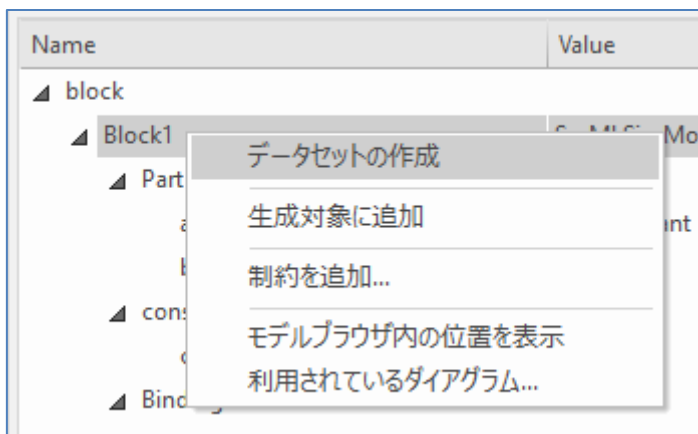 Name Value
block
Block1
データセットの作成
Part
生成対象に追加
制約を追加...
モデルブラウザ内の位置を表示
利用されているダイアグラム...